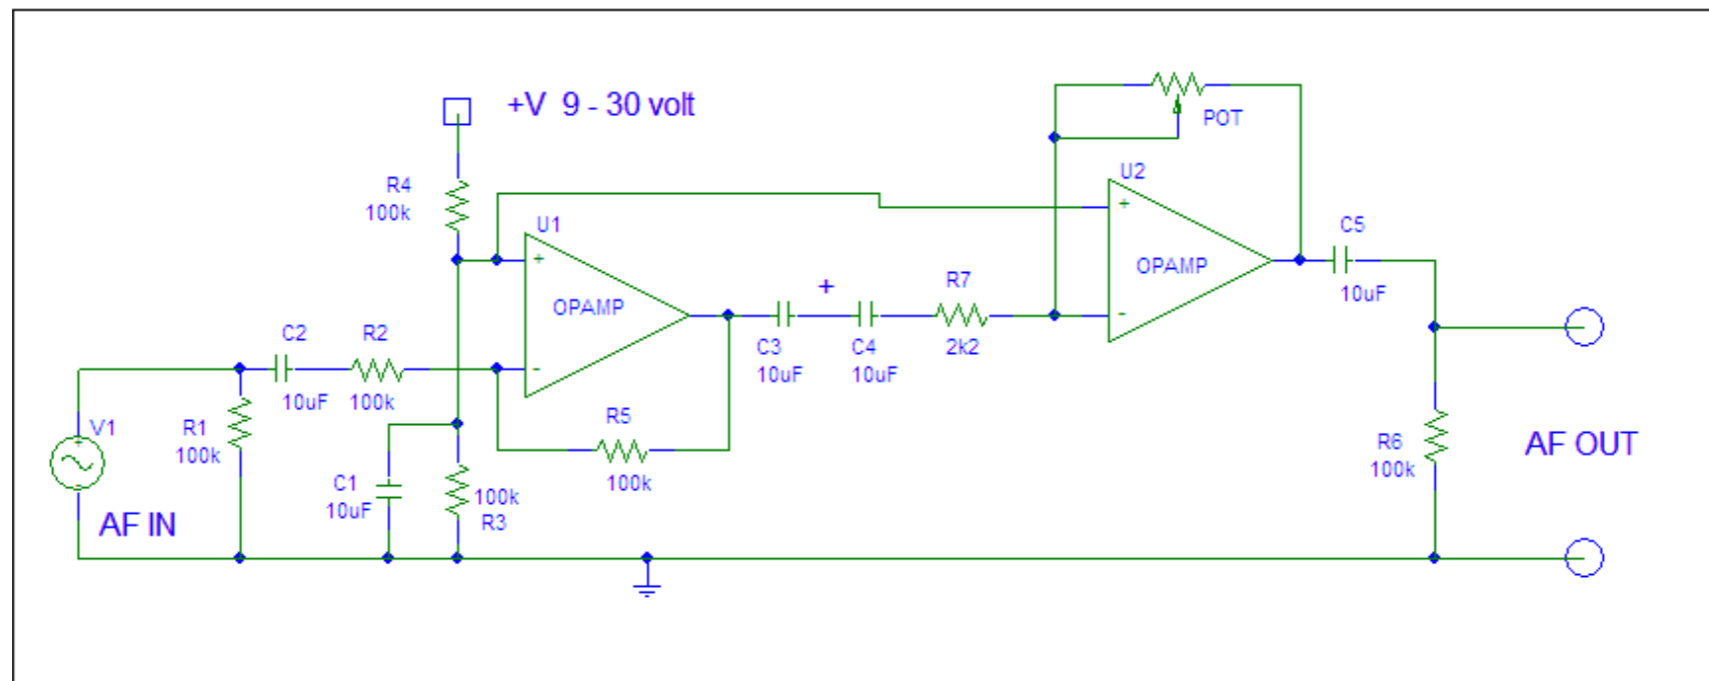 +V 9 - 30 volt
POT
R4
100k
U2
+
-
OPAMP
U1
+
-
OPAMP
C5
10uF
+
R7
2k2
C3
10uF
C4
10uF
C2
10uF
R2
100k
V1
+
R1
100k
R5
100k
C1
10uF
100k
R3
R6
100k
AF IN
AF OUT